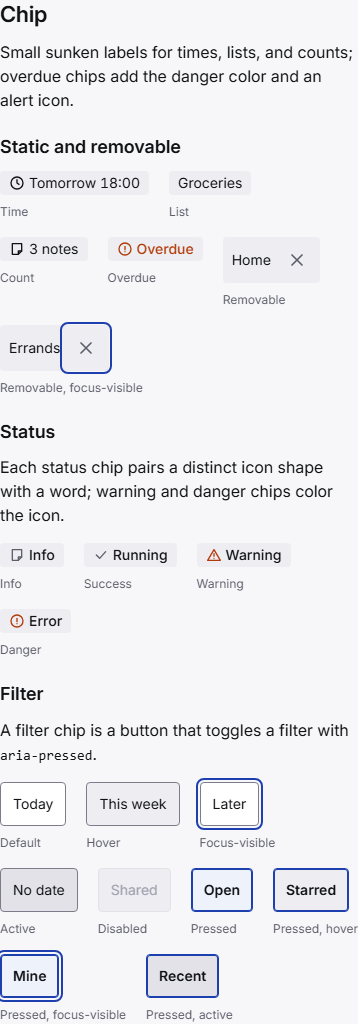 Chip
Small sunken labels for times, lists, and counts;
overdue chips add the danger color and an
alert icon.
Static and removable
Tomorrow 18:00
Groceries
Time
List
3 notes
Overdue
Home
Count
Overdue
Removable
Errands
Removable, focus-visible
Status
Each status chip pairs a distinct icon shape
with a word; warning and danger chips color
the icon.
Info
Running
Warning
Info
Success
Warning
Error
Danger
Filter
A filter chip is a button that toggles a filter with
aria-pressed.
Today
This week
Later
Default
Hover
Focus-visible
No date
Shared
Open
Starred
Active
Disabled
Pressed
Pressed, hover
Mine
Recent
Pressed, focus-visible
Pressed, active